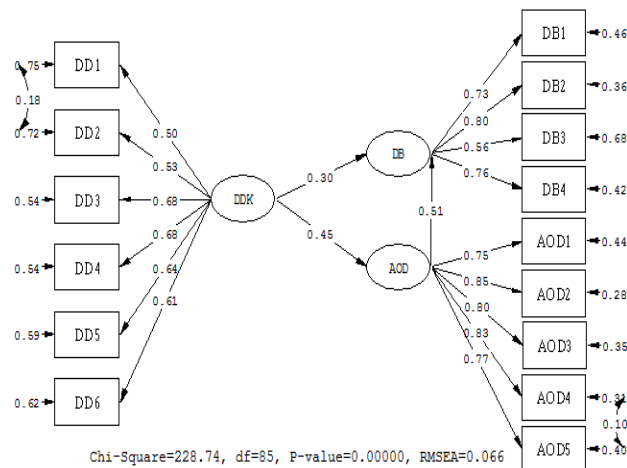 0.75
DD1
0.18
0.72
DD2
0.54
DD3
0.54
DD4
0.59
DD5
0.62
DD6
0.50
0.53
0.68
0.68
0.64
0.61
DDK
0.30
0.45
DB
0.51
AOD
0.73
0.80
0.56
0.76
0.75
0.85
0.80
0.83
0.77
DB1
0.46
DB2
0.36
DB3
0.68
DB4
0.42
AOD1
0.44
AOD2
0.28
AOD3
0.35
AOD4
0.31
0.10
AOD5
0.40
Chi-Square=228.74, df=85, P-value=0.00000, RMSEA=0.066